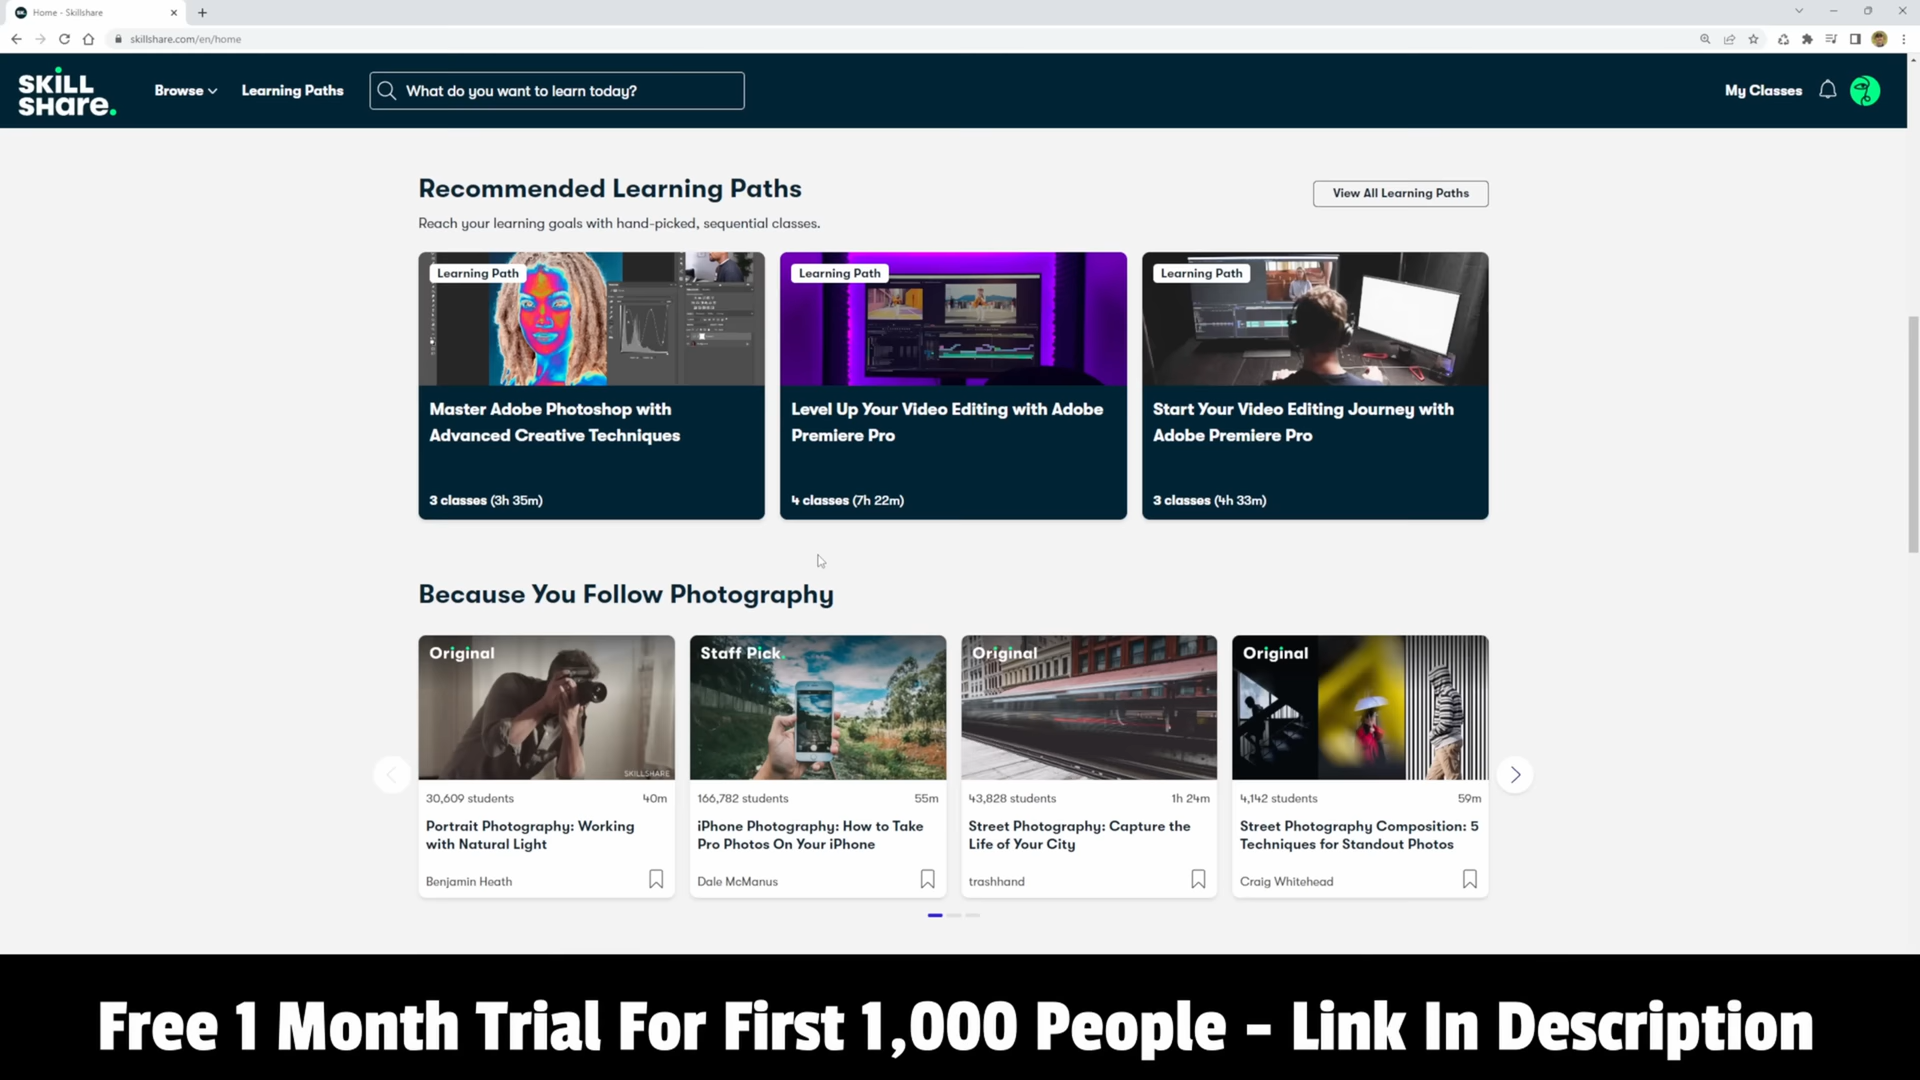 Home - Skillshare
skillshare.com/en/home
SKILL
SHare.
Browse
Learning Paths
What do you want to learn today?
My Classes
Recommended Learning Paths
View All Learning Paths
Reach your learning goals with hand-picked, sequential classes.
Learning Path
Learning Path
Learning Path
Master Adobe Photoshop with
Advanced Creative Techniques
3 classes (3h 35m)
Level Up Your Video Editing with Adobe
Premiere Pro
4 classes (7h 22m)
Start Your Video Editing Journey with
Adobe Premiere Pro
3 classes (4h 33m)
Because You Follow Photography
Original
SKILLSHARE
30,609 students 40m
Portrait Photography: Working
with Natural Light
Benjamin Heath
Staff Pick.
166,782 students 55m
iPhone Photography: How to Take
Pro Photos On Your iPhone
Dale McManus
Original
43,828 students 1h 24m
Street Photography: Capture the
Life of Your City
trashhand
Original
4,142 students 59m
Street Photography Composition: 5
Techniques for Standout Photos
Craig Whitehead
Free 1 Month Trial For First 1,000 People - Link In Description